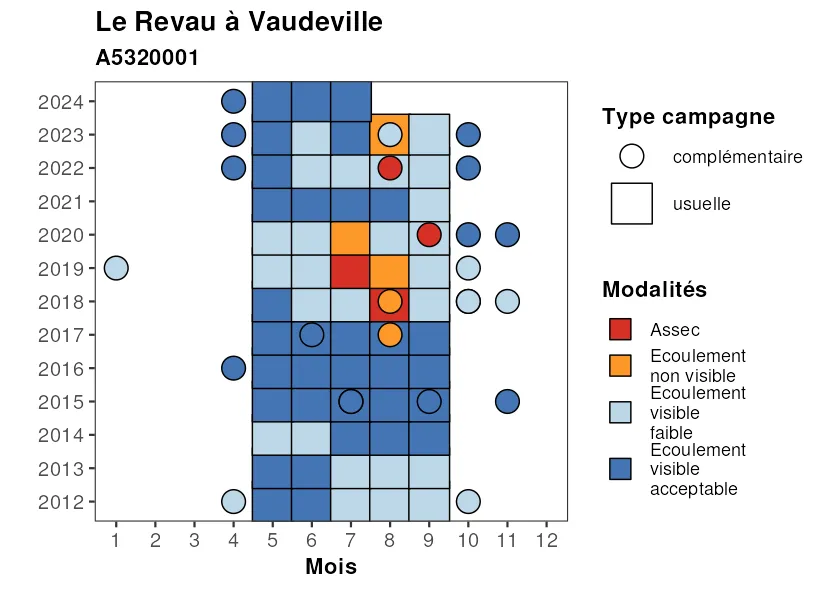 Le Revau à Vaudeville
A5320001
2024
2023
2022
2021
2020
2019
2018
2017
2016
2015
2014
2013
2012
1 2 3 4 5 6 7 8 9 10 11 12
Mois
Type campagne
complémentaire
usuelle
Modalités
Assec
Ecoulement
non visible
Ecoulement
visible
faible
Ecoulement
visible
acceptable